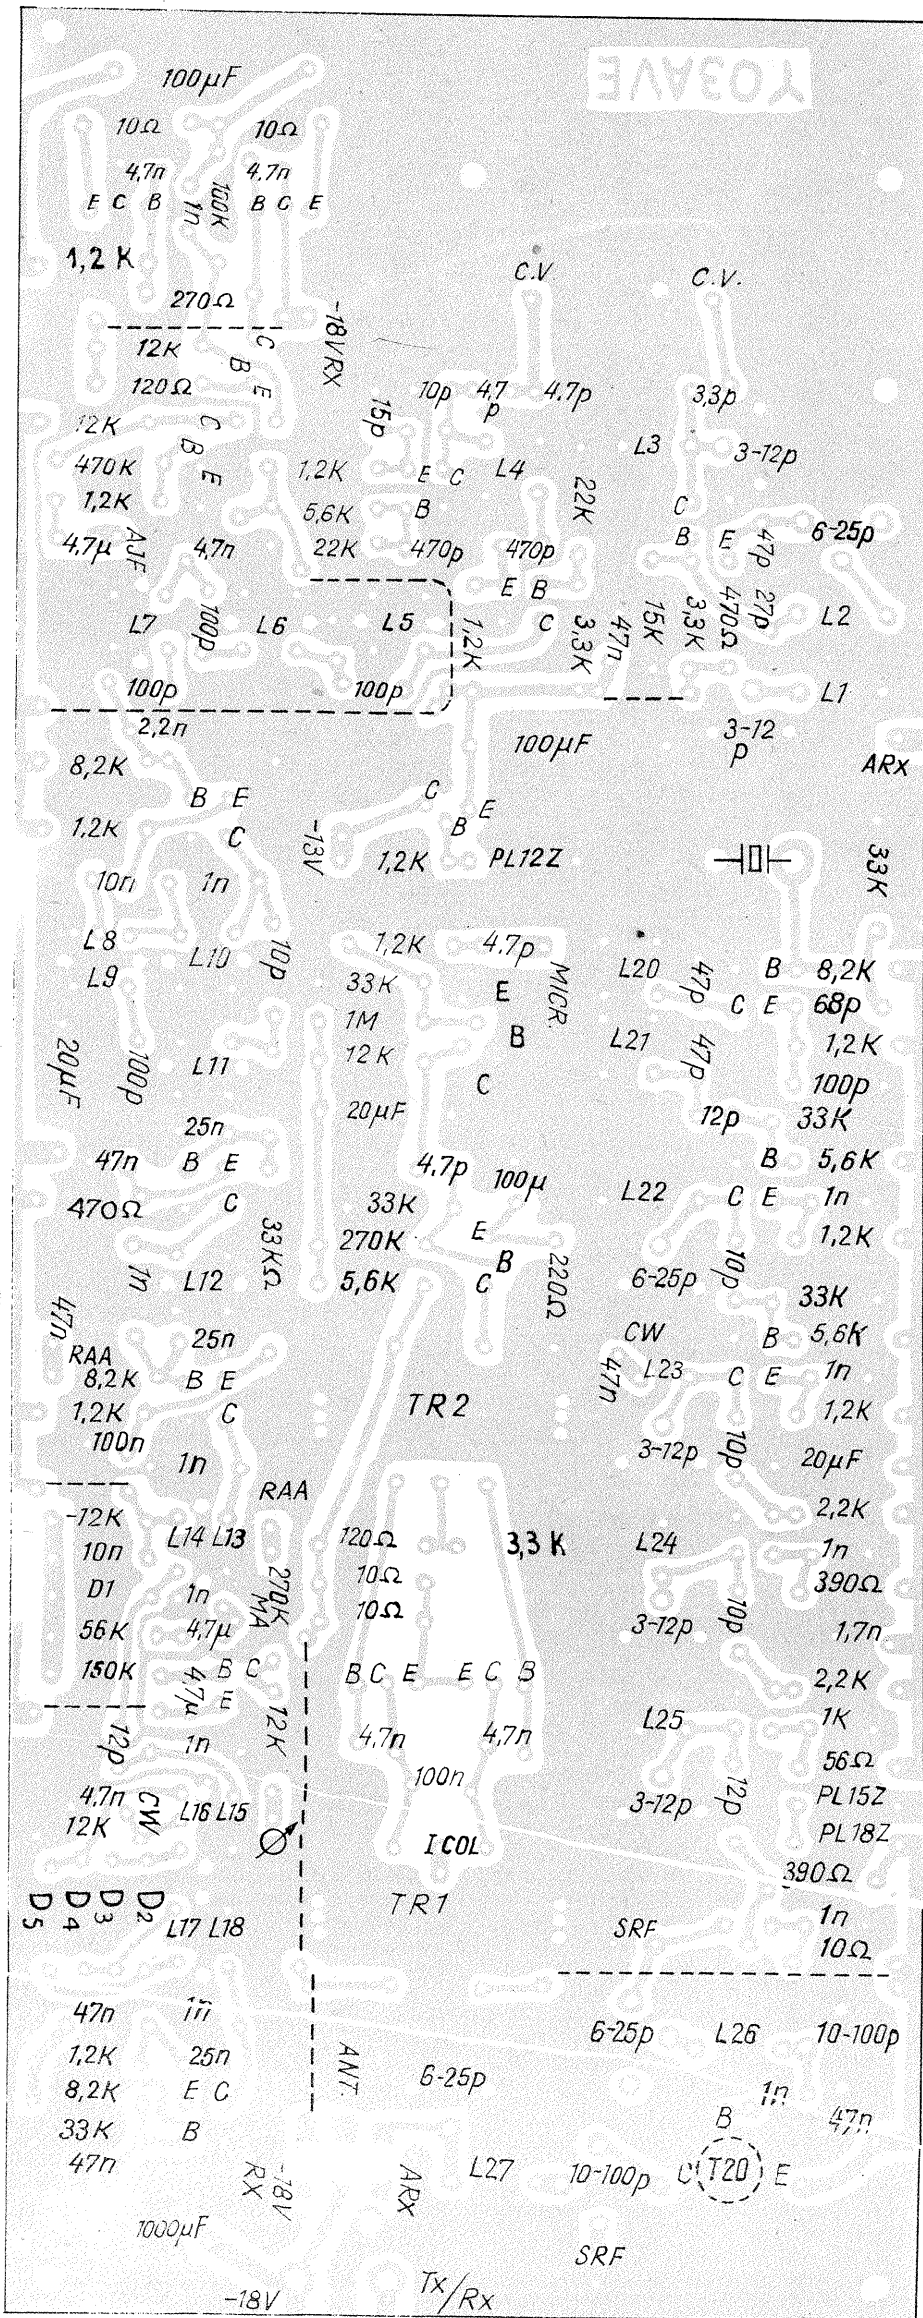 YO3AVE
100µF
10Ω 10Ω
4,7n 4,7n
E C B 1n 100K B C E
1,2 K
C.V. C.V.
270Ω
-18V RX
12K C B E
120Ω 10p 4,7p 4,7p 3,3p
15p
12K C B E L3 3-12p
470K 1,2K E C L4 22K
1,2K 5,6K B C
4,7µ AJF 4,7n 22K 470p 470p B E 47p 6-25p
E B
L7 100p L6 L5 1,2K C 3,3K 47n 15K 3,3K 470Ω 27p L2
100p 100p L1
2,2n 100µF 3-12p
8,2K ARx
B E C E
1,2K C -13V B
1,2K PL12Z 33K
10n 1n
L8 L10 10p 1,2K 4,7p MICR. L20 47p B 8,2K
L9 33K E C E 68p
1M B L21 47p 1,2K
20µF 100p L11 12K C 100p
25n 20µF 12p 33K
47n B E 4,7p 100µ B 5,6K
470Ω C 33KΩ 33K L22 C E 1n
270K E 1,2K
1n L12 5,6K B C 220Ω 6-25p 10p 33K
47n 25n CW B 5,6K
RAA
8,2K B E 47n L23 C E 1n
1,2K C TR2 1,2K
100n 1n 3-12p 10p 20µF
RAA 2,2K
-12K L14 L13 120Ω 3,3 K L24 1n
10n 10Ω 390Ω
D1 1n 270K MA 10Ω
56K 4,7µ 3-12p 10p 1,7n
150K 4,7µ B C B C E E C B 2,2K
E 12K
12p 1n 4,7n 4,7n L25 1K
100n 56Ω
4,7n CW L16 L15 3-12p 12p PL15Z
12K PL18Z
I COL 390Ω
D5 D4 D3 D2 L17 L18 TR1 SRF 1n
10Ω
47n 1n 6-25p L26 10-100p
1,2K 25n ANT. 6-25p
8,2K E C 1n
33K B B 47n
47n -18V RX ARX L27 10-100p C T20 E
1000µF
SRF
-18V Tx/Rx